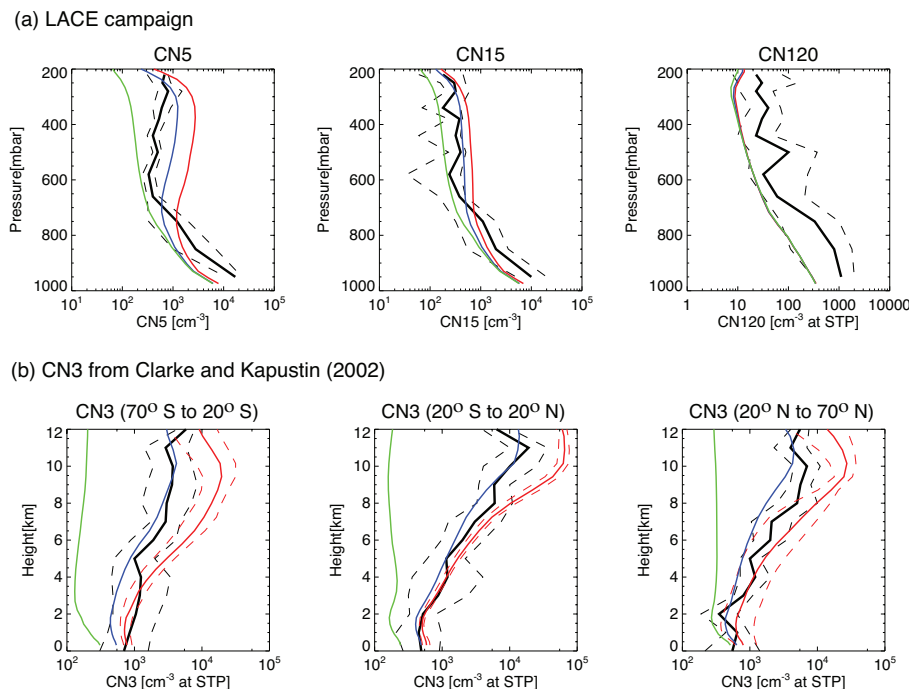 (a) LACE campaign
CN5
CN15
CN120
Pressure[mbar]
200
400
600
800
1000
10¹ 10² 10³ 10⁴ 10⁵
CN5 [cm⁻³]
Pressure[mbar]
200
400
600
800
1000
10¹ 10² 10³ 10⁴ 10⁵
CN15 [cm⁻³]
Pressure[mbar]
200
400
600
800
1000
1 10 100 1000 10000
CN120 [cm⁻³ at STP]
(b) CN3 from Clarke and Kapustin (2002)
CN3 (70⁰ S to 20⁰ S)
CN3 (20⁰ S to 20⁰ N)
CN3 (20⁰ N to 70⁰ N)
Height[km]
12
10
8
6
4
2
0
10² 10³ 10⁴ 10⁵
CN3 [cm⁻³ at STP]
Height[km]
12
10
8
6
4
2
0
10² 10³ 10⁴ 10⁵
CN3 [cm⁻³ at STP]
Height[km]
12
10
8
6
4
2
0
10² 10³ 10⁴ 10⁵
CN3 [cm⁻³ at STP]